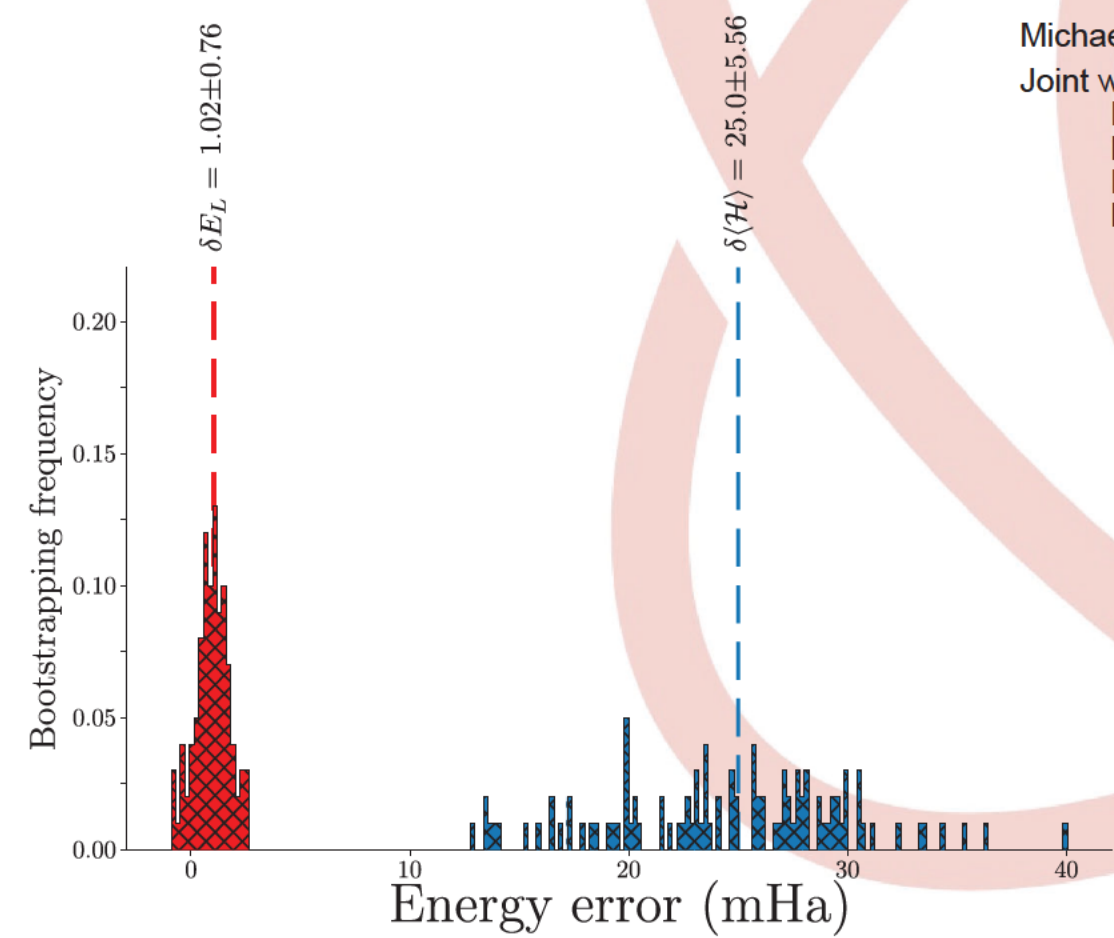 δE_L = 1.02±0.76
δ⟨ℋ⟩ = 25.0±5.56
Joint
Bootstrapping frequency
0.20
0.15
0.10
0.05
0.00
0
10
20
30
40
Energy error (mHa)